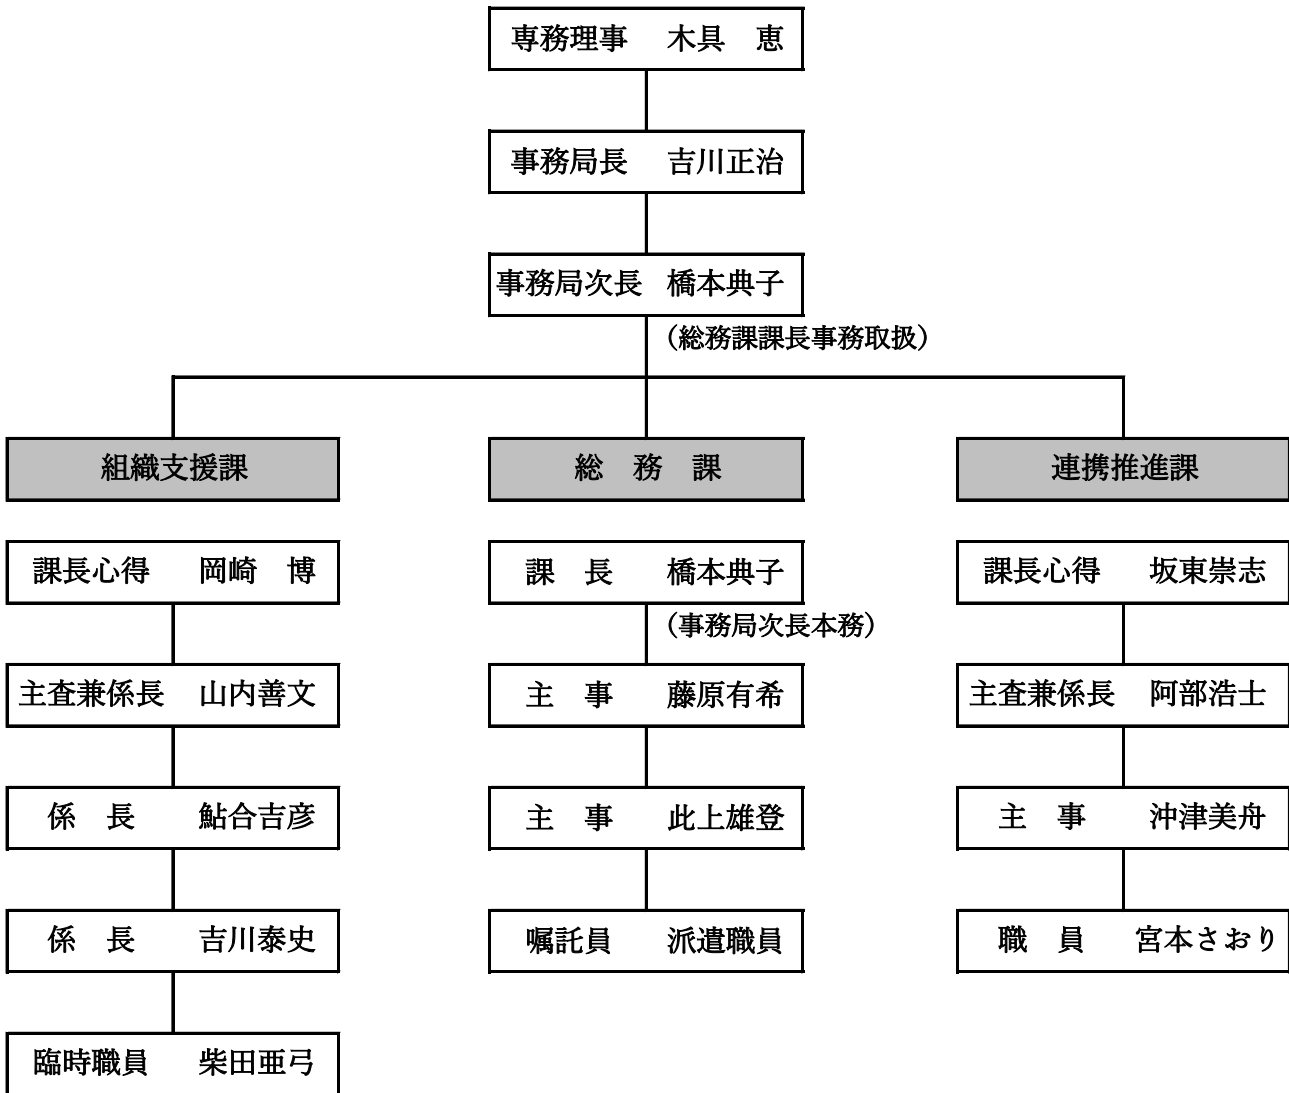 専務理事　木具　恵
事務局長　吉川正治
事務局次長　橋本典子
（総務課課長事務取扱）
組織支援課
課長心得　岡崎　博
主査兼係長　山内善文
係　長　鮎合吉彦
係　長　吉川泰史
臨時職員　柴田亜弓
総　務　課
課　長　橋本典子
（事務局次長本務）
主　事　藤原有希
主　事　此上雄登
嘱託員　派遣職員
連携推進課
課長心得　坂東崇志
主査兼係長　阿部浩士
主　事　沖津美舟
職　員　宮本さおり